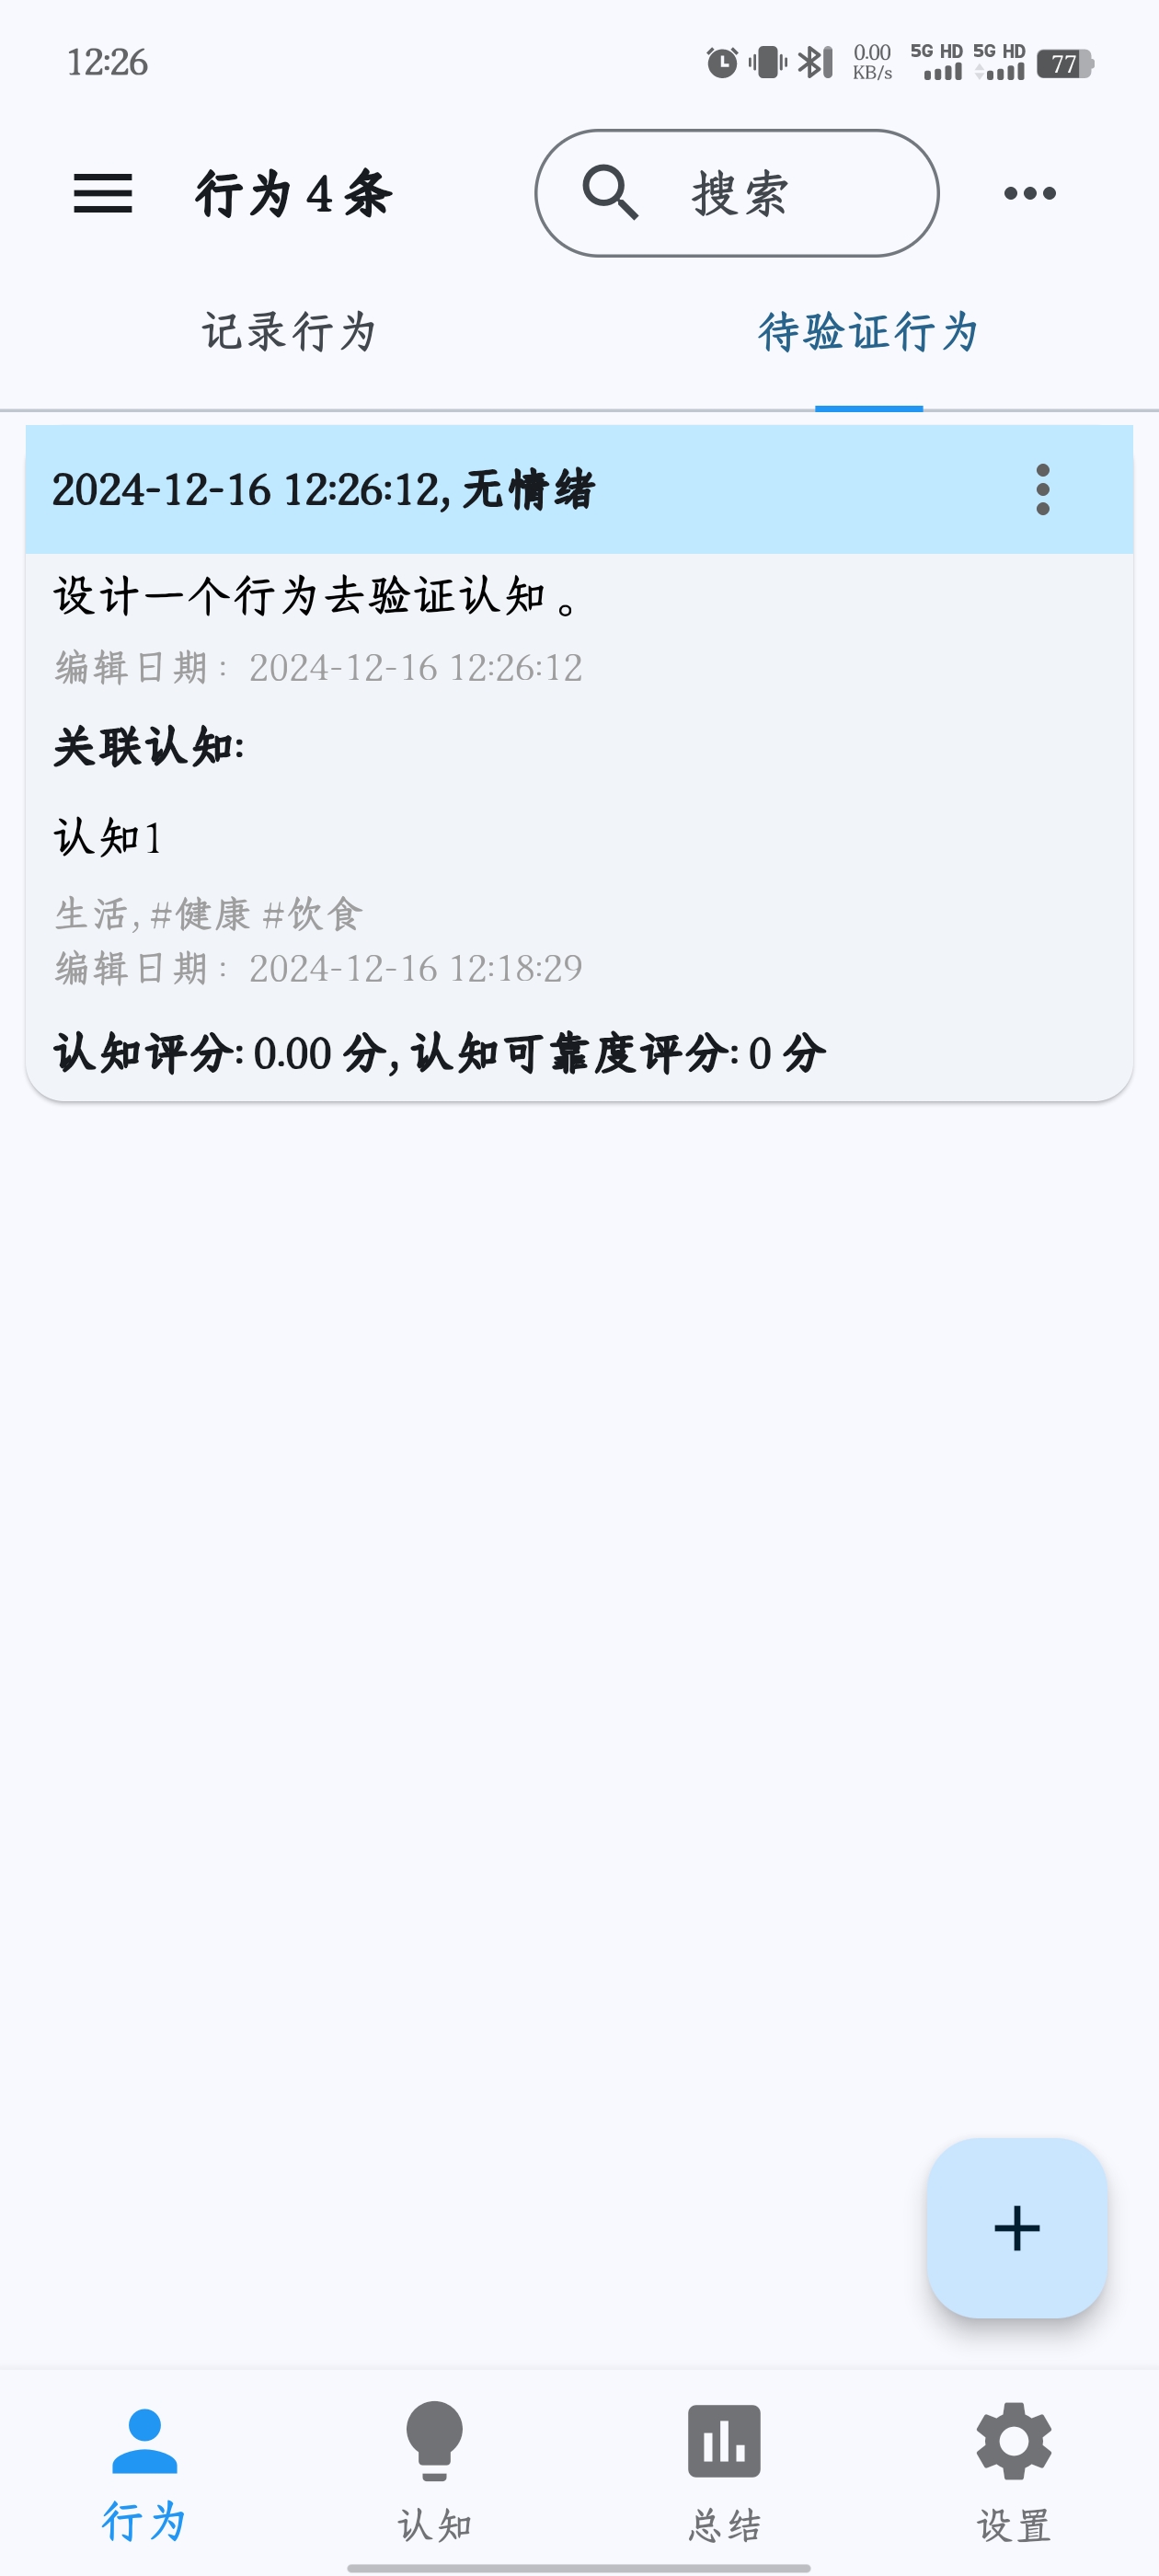 12:26
0.00
KB/s
5G HD 5G HD
77
行为 4 条
搜索
记录行为
待验证行为
2024-12-16 12:26:12, 无情绪
设计一个行为去验证认知。
编辑日期：2024-12-16 12:26:12
关联认知:
认知1
生活, #健康 #饮食
编辑日期：2024-12-16 12:18:29
认知评分: 0.00 分, 认知可靠度评分: 0 分
行为
认知
总结
设置